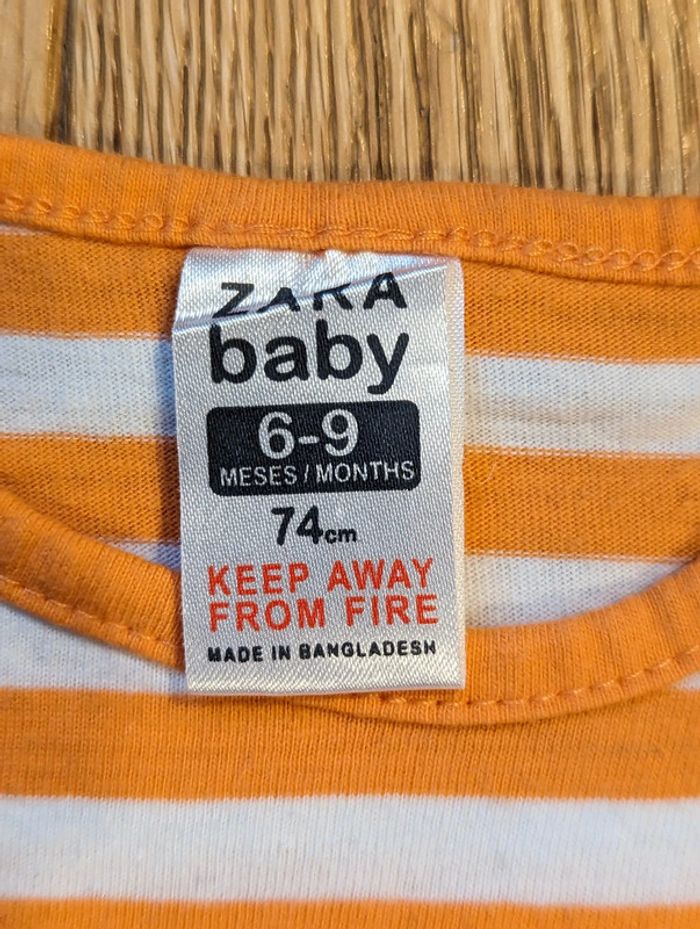 ZARA
baby
6-9
MESES / MONTHS
74cm
KEEP AWAY
FROM FIRE
MADE IN BANGLADESH